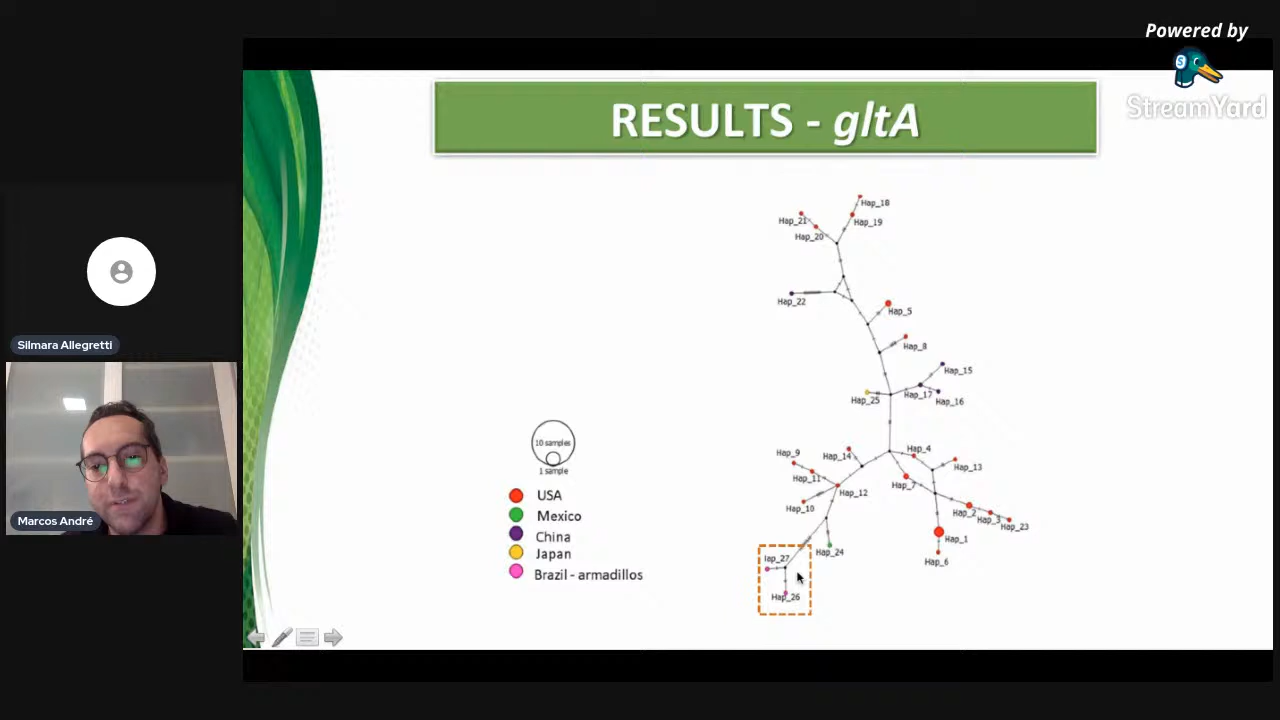 Powered by
StreamYard
RESULTS - gltA
Hap_18
Hap_21
Hap_19
Hap_20
Hap_22
Hap_5
Hap_8
Hap_15
Hap_17
Hap_25
Hap_16
Hap_4
Hap_9
Hap_14
Hap_13
Hap_11
Hap_7
Hap_12
Hap_10
Hap_2
Hap_3
Hap_23
Hap_1
Hap_24
Hap_6
ap_27
Hap_26
10 samples
1 sample
USA
Mexico
China
Japan
Brazil - armadillos
Silmara Allegretti
Marcos André